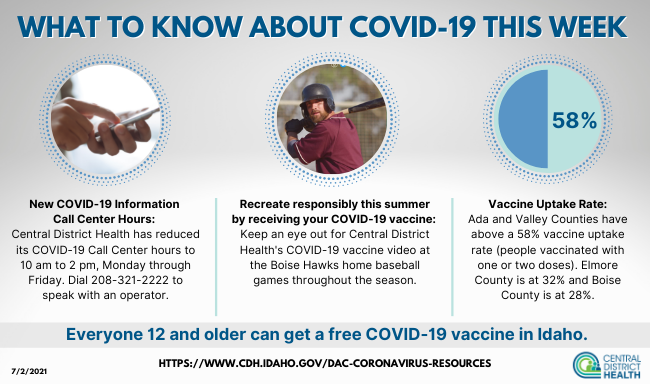 WHAT TO KNOW ABOUT COVID-19 THIS WEEK
58%
New COVID-19 Information
Call Center Hours:
Central District Health has reduced
its COVID-19 Call Center hours to
10 am to 2 pm, Monday through
Friday. Dial 208-321-2222 to
speak with an operator.
Recreate responsibly this summer
by receiving your COVID-19 vaccine:
Keep an eye out for Central District
Health's COVID-19 vaccine video at
the Boise Hawks home baseball
games throughout the season.
Vaccine Uptake Rate:
Ada and Valley Counties have
above a 58% vaccine uptake
rate (people vaccinated with
one or two doses). Elmore
County is at 32% and Boise
County is at 28%.
Everyone 12 and older can get a free COVID-19 vaccine in Idaho.
7/2/2021
HTTPS://WWW.CDH.IDAHO.GOV/DAC-CORONAVIRUS-RESOURCES
CENTRAL
DISTRICT
HEALTH